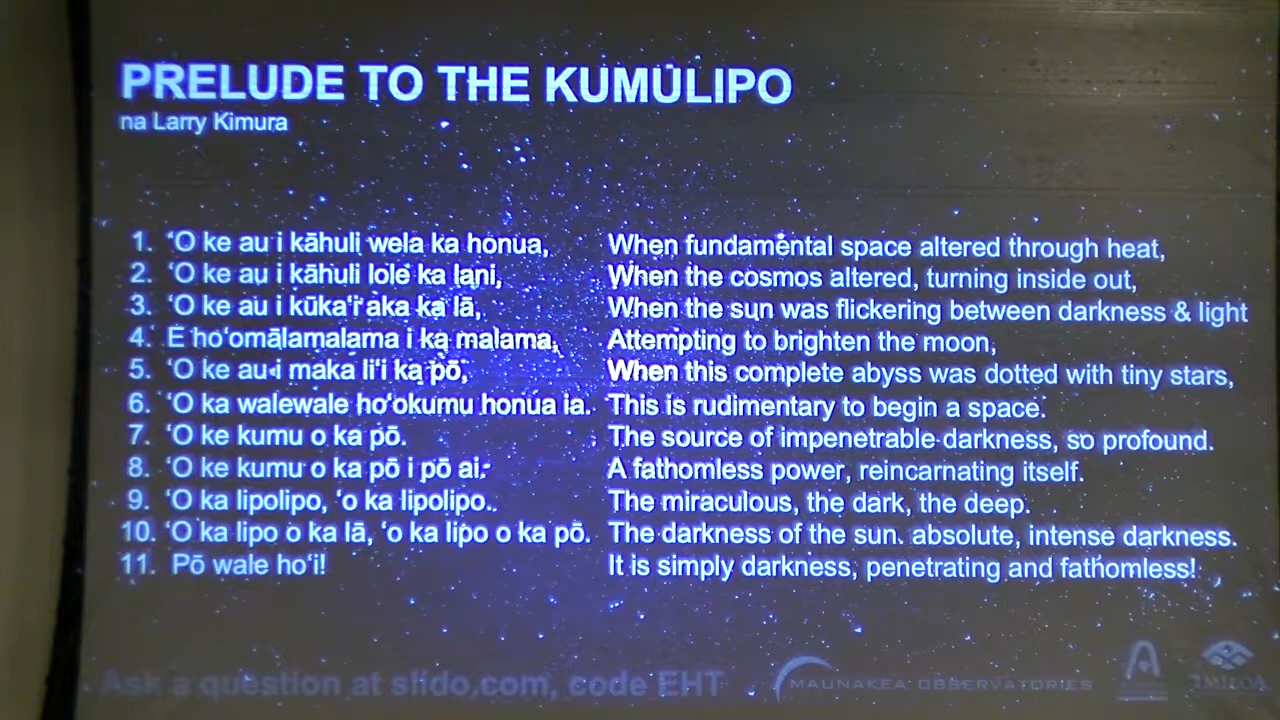 PRELUDE TO THE KUMULIPO
na Larry Kimura
1. ʻO ke au i kāhuli wela ka honua, When fundamental space altered through heat,
2. ʻO ke au i kāhuli lole ka lani, When the cosmos altered, turning inside out,
3. ʻO ke au i kūkaʻiʻaka ka lā, When the sun was flickering between darkness & light
4. E hoʻomālamalama i ka malama, Attempting to brighten the moon,
5. ʻO ke au i maka liʻi ka pō, When this complete abyss was dotted with tiny stars,
6. ʻO ka walewale hoʻokumu honua ia. This is rudimentary to begin a space.
7. ʻO ke kumu o ka pō. The source of impenetrable darkness, so profound.
8. ʻO ke kumu o ka pō i pō ai. A fathomless power, reincarnating itself.
9. ʻO ka lipolipo, ʻo ka lipolipo. The miraculous, the dark, the deep.
10. ʻO ka lipo o ka lā, ʻo ka lipo o ka pō. The darkness of the sun. absolute, intense darkness.
11. Pō wale hoʻi! It is simply darkness, penetrating and fathomless!
Ask a question at slido.com, code EHT MAUNAKEA OBSERVATORIES ʻIMILOA